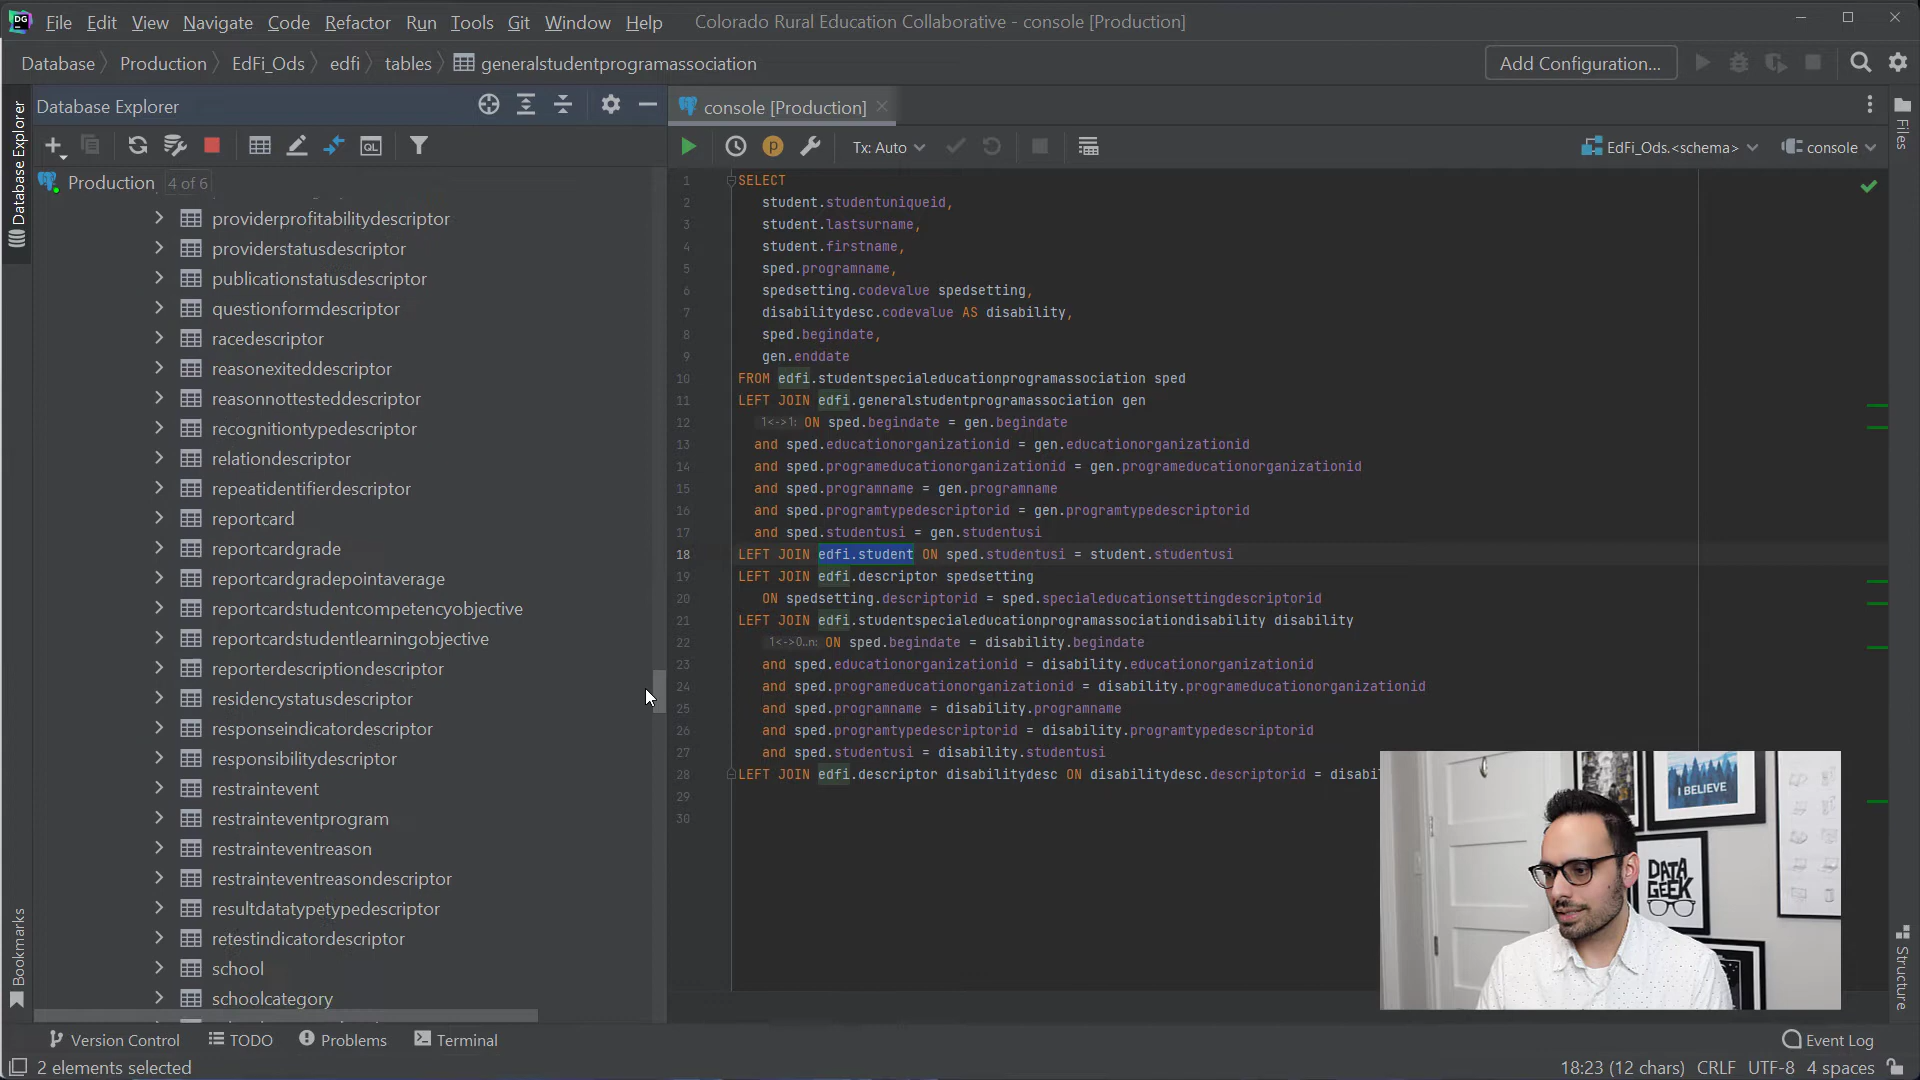 DG File Edit View Navigate Code Refactor Run Tools Git Window Help Colorado Rural Education Collaborative - console [Production]
Database Production EdFi_Ods edfi tables generalstudentprogramassociation Add Configuration...
Database Explorer
console [Production]
Tx: Auto
EdFi_Ods.<schema> console
Database Explorer
Bookmarks
Files
Structure
Production 4 of 6
providerprofitabilitydescriptor
providerstatusdescriptor
publicationstatusdescriptor
questionformdescriptor
racedescriptor
reasonexiteddescriptor
reasonnottesteddescriptor
recognitiontypedescriptor
relationdescriptor
repeatidentifierdescriptor
reportcard
reportcardgrade
reportcardgradepointaverage
reportcardstudentcompetencyobjective
reportcardstudentlearningobjective
reporterdescriptiondescriptor
residencystatusdescriptor
responseindicatordescriptor
responsibilitydescriptor
restraintevent
restrainteventprogram
restrainteventreason
restrainteventreasondescriptor
resultdatatypetypedescriptor
retestindicatordescriptor
school
schoolcategory
1 SELECT
2 student.studentuniqueid,
3 student.lastsurname,
4 student.firstname,
5 sped.programname,
6 spedsetting.codevalue spedsetting,
7 disabilitydesc.codevalue AS disability,
8 sped.begindate,
9 gen.enddate
10 FROM edfi.studentspecialeducationprogramassociation sped
11 LEFT JOIN edfi.generalstudentprogramassociation gen
12 1<->1: ON sped.begindate = gen.begindate
13 and sped.educationorganizationid = gen.educationorganizationid
14 and sped.programeducationorganizationid = gen.programeducationorganizationid
15 and sped.programname = gen.programname
16 and sped.programtypedescriptorid = gen.programtypedescriptorid
17 and sped.studentusi = gen.studentusi
18 LEFT JOIN edfi.student ON sped.studentusi = student.studentusi
19 LEFT JOIN edfi.descriptor spedsetting
20 ON spedsetting.descriptorid = sped.specialeducationsettingdescriptorid
21 LEFT JOIN edfi.studentspecialeducationprogramassociationdisability disability
22 1<->0..n: ON sped.begindate = disability.begindate
23 and sped.educationorganizationid = disability.educationorganizationid
24 and sped.programeducationorganizationid = disability.programeducationorganizationid
25 and sped.programname = disability.programname
26 and sped.programtypedescriptorid = disability.programtypedescriptorid
27 and sped.studentusi = disability.studentusi
28 LEFT JOIN edfi.descriptor disabilitydesc ON disabilitydesc.descriptorid = disabi
29
30
I BELIEVE
DATA
GEEK
Version Control TODO Problems Terminal Event Log
2 elements selected 18:23 (12 chars) CRLF UTF-8 4 spaces